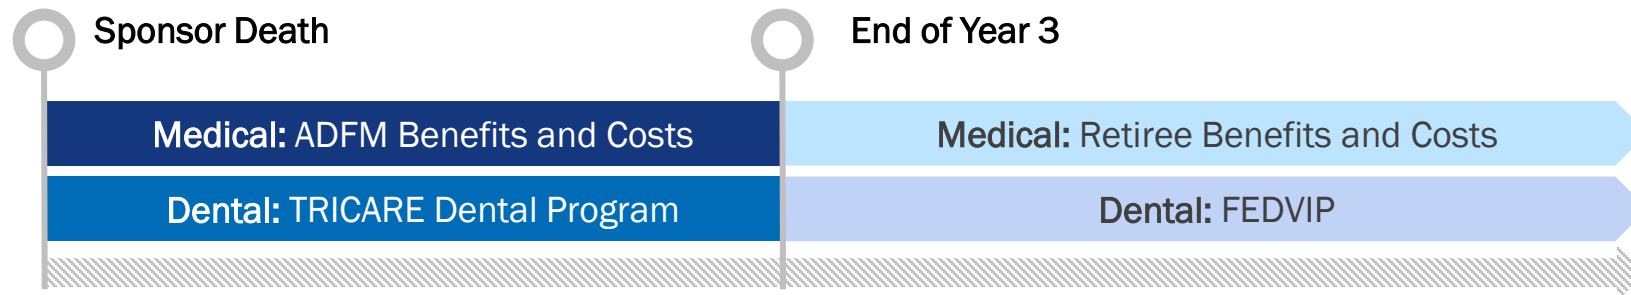 Sponsor Death
End of Year 3
Medical: ADFM Benefits and Costs
Medical: Retiree Benefits and Costs
Dental: TRICARE Dental Program
Dental: FEDVIP